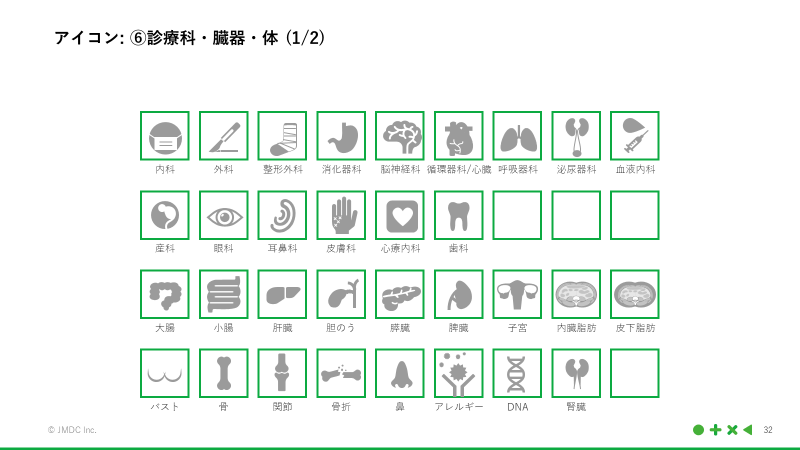 アイコン: ⑥診療科・臓器・体 (1/2)
内科 外科 整形外科 消化器科 脳神経科 循環器科/心臓 呼吸器科 泌尿器科 血液内科
産科 眼科 耳鼻科 皮膚科 心療内科 歯科
大腸 小腸 肝臓 胆のう 膵臓 脾臓 子宮 内臓脂肪 皮下脂肪
バスト 骨 関節 骨折 鼻 アレルギー DNA 腎臓
© JMDC Inc.
32